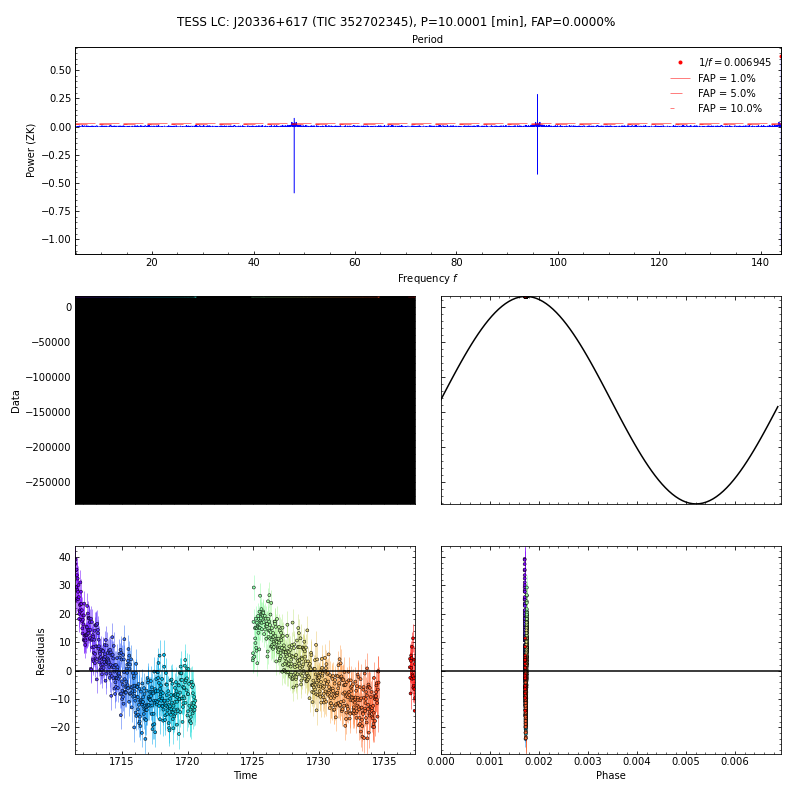 TESS LC: J20336+617 (TIC 352702345), P=10.0001 [min], FAP=0.0000%
Period
0.50
0.25
0.00
−0.25
−0.50
−0.75
−1.00
Power (ZK)
1/f = 0.006945
FAP = 1.0%
FAP = 5.0%
FAP = 10.0%
20 40 60 80 100 120 140
Frequency f
0
−50000
−100000
−150000
−200000
−250000
Data
40
30
20
10
0
−10
−20
Residuals
1715 1720 1725 1730 1735
Time
0.000 0.001 0.002 0.003 0.004 0.005 0.006
Phase